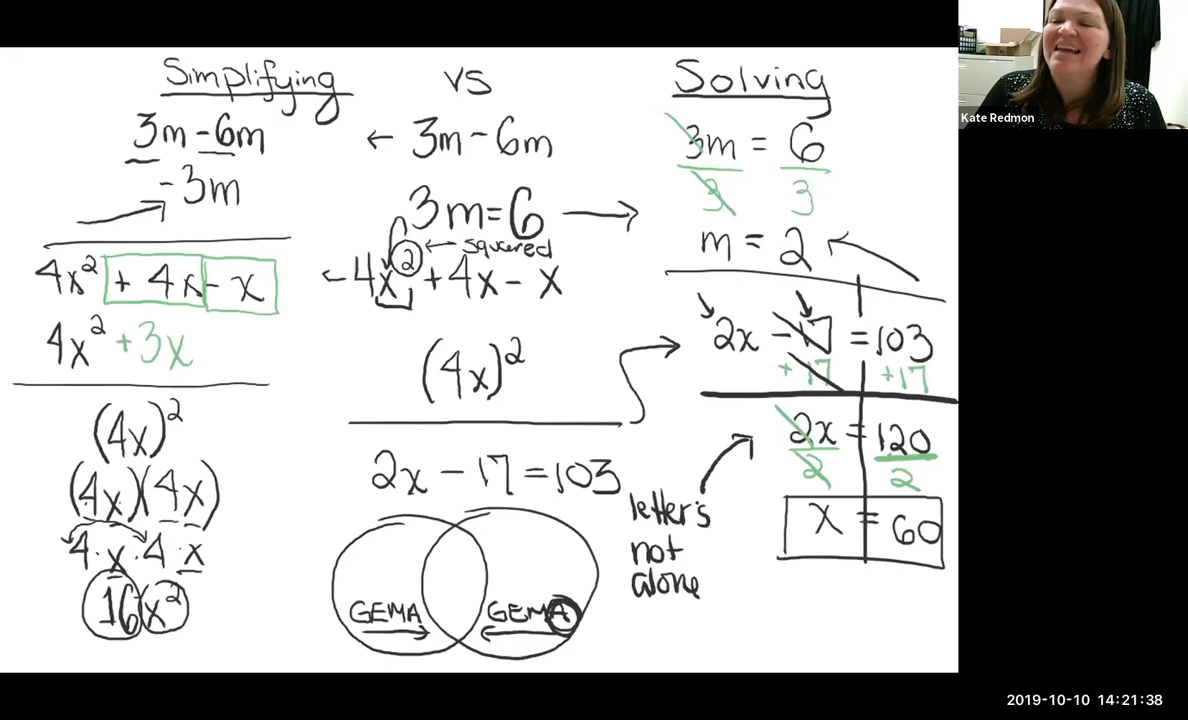 Simplifying vs Solving
Kate Redmon
3m - 6m
-3m
4x² + 4x - x
4x² + 3x
(4x)²
(4x)(4x)
4 · x · 4 · x
16x²
← 3m - 6m
3m = 6 →
← squared
← 4x² + 4x - x
(4x)²
2x - 17 = 103
GEMA
GEMA
3m = 6
3 3
m = 2
2x - 17 = 103
+17 +17
2x = 120
2 2
x = 60
letter's
not
alone
2019-10-10 14:21:38